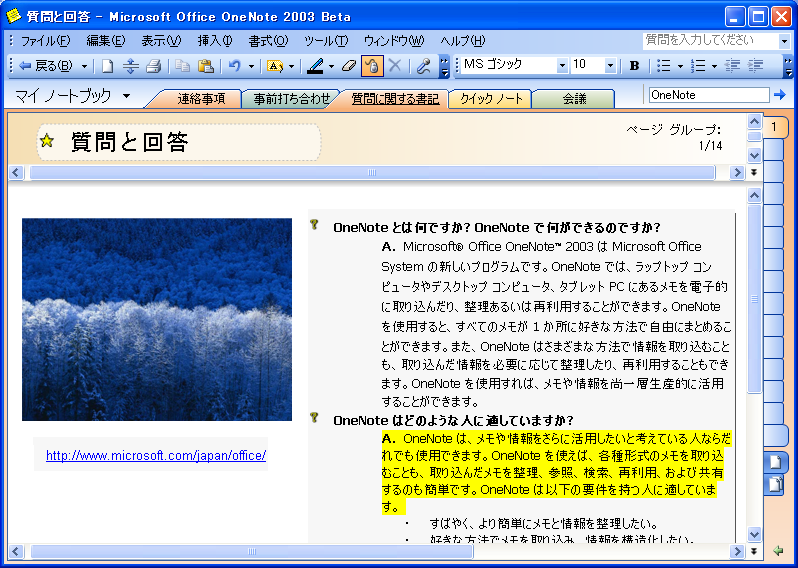 質問と回答 - Microsoft Office OneNote 2003 Beta
ファイル(F) 編集(E) 表示(V) 挿入(I) 書式(O) ツール(T) ウィンドウ(W) ヘルプ(H) 質問を入力してください
戻る(B) A MS ゴシック 10 B
マイ ノートブック 連絡事項 事前打ち合わせ 質問に関する書記 クイック ノート 会議 OneNote
質問と回答
ページ グループ:
1/14
1
OneNote とは何ですか? OneNote で何ができるのですか?
A. Microsoft® Office OneNote™ 2003 は Microsoft Office
System の新しいプログラムです。OneNote では、ラップトップ コン
ピュータやデスクトップ コンピュータ、タブレット PC にあるメモを電子的
に取り込んだり、整理あるいは再利用することができます。OneNote
を使用すると、すべてのメモが 1 か所に好きな方法で自由にまとめるこ
とができます。また、OneNote はさまざまな方法で情報を取り込むこと
も、取り込んだ情報を必要に応じて整理したり、再利用することもでき
ます。OneNote を使用すれば、メモや情報を尚一層生産的に活用
することができます。
OneNote はどのような人に適していますか?
A. OneNote は、メモや情報をさらに活用したいと考えている人ならだ
れでも使用できます。OneNote を使えば、各種形式のメモを取り込
むことも、取り込んだメモを整理、参照、検索、再利用、および共有
するのも簡単です。OneNote は以下の要件を持つ人に適していま
す。
・ すばやく、より簡単にメモと情報を整理したい。
・ 好きな方法でメモを取り込み、情報を構造化したい。
http://www.microsoft.com/japan/office/